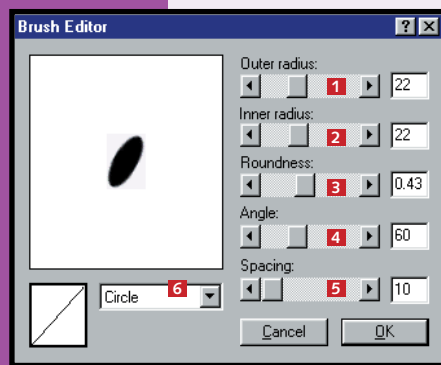 Brush Editor
Outer radius:
1 22
Inner radius:
2 22
Roundness:
3 0.43
Angle:
4 60
Spacing:
5 10
Circle 6
Cancel OK